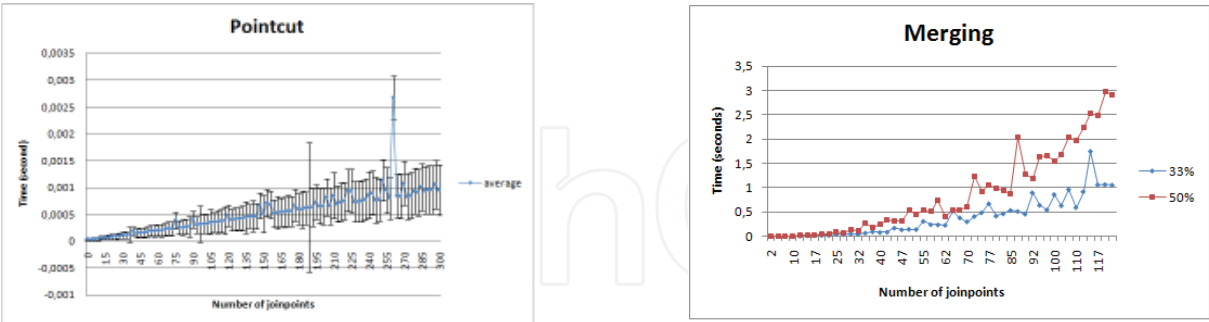 Pointcut
0,0035
0,003
0,0025
0,002
0,0015
0,001
0,0005
0
-0,0005
-0,001
Time (second)
0 15 30 45 60 75 90 105 120 135 150 165 180 195 210 225 240 255 270 285 300
Number of joinpoints
average
Merging
3,5
3
2,5
2
1,5
1
0,5
0
Time (seconds)
2 10 17 25 32 40 47 55 62 70 77 85 92 100 110 117
Number of joinpoints
33%
50%